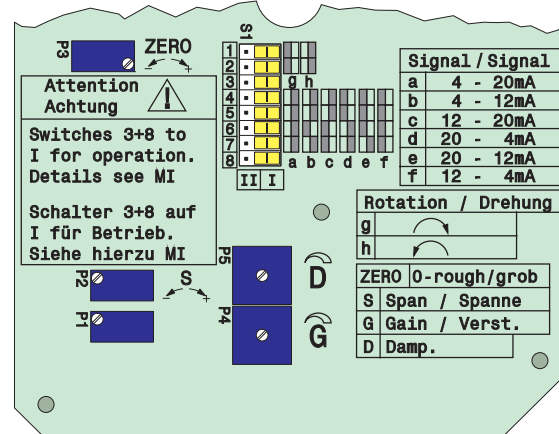 P3
ZERO
- +
Attention
Achtung
!
Switches 3+8 to
I for operation.
Details see MI
Schalter 3+8 auf
I für Betrieb.
Siehe hierzu MI
S1
1
2
3
4
5
6
7
8
II I
g h
a b c d e f
Signal / Signal
a 4 - 20mA
b 4 - 12mA
c 12 - 20mA
d 20 - 4mA
e 20 - 12mA
f 12 - 4mA
Rotation / Drehung
g
h
P2
S
- +
P1
P5
D
P4
G
ZERO 0-rough/grob
S Span / Spanne
G Gain / Verst.
D Damp.